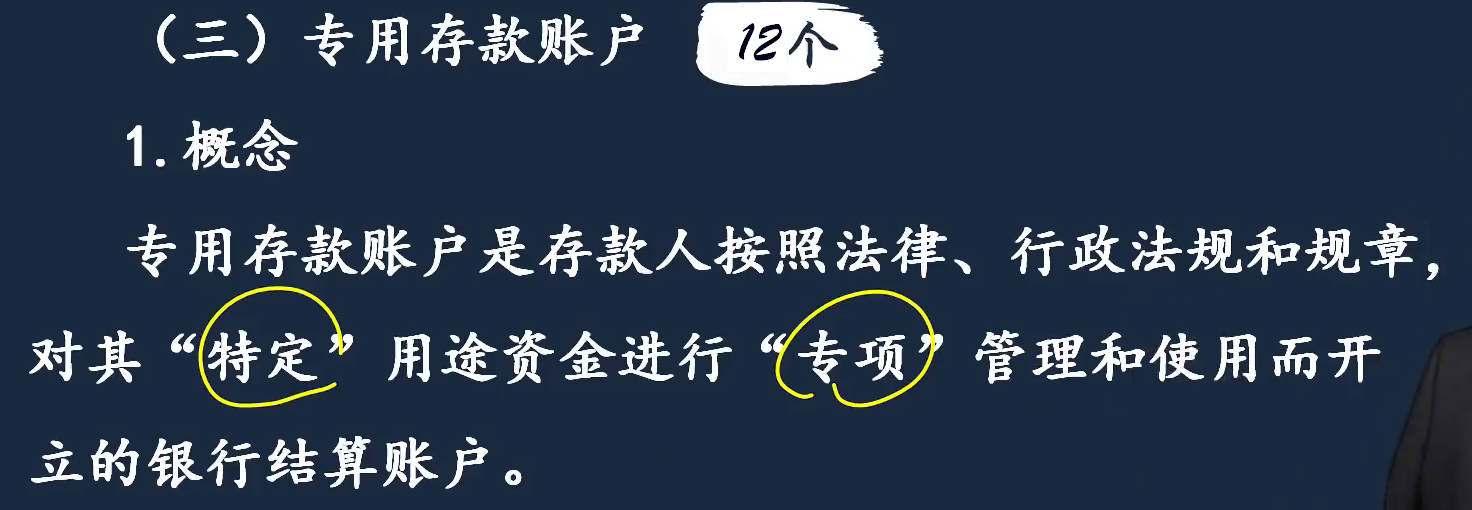 （三）专用存款账户 12个
1.概念
专用存款账户是存款人按照法律、行政法规和规章，
对其“特定”用途资金进行“专项”管理和使用而开
立的银行结算账户。